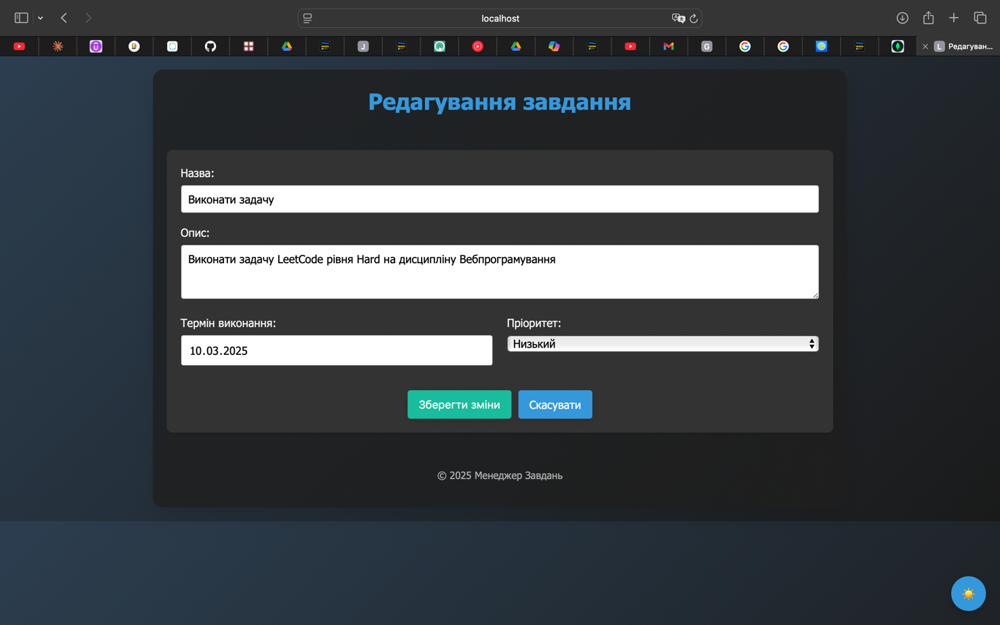 localhost
J
G
L Редагуван...
Редагування завдання
Назва:
Виконати задачу
Опис:
Виконати задачу LeetCode рівня Hard на дисципліну Вебпрограмування
Термін виконання:
Пріоритет:
10.03.2025
Низький
Зберегти зміни
Скасувати
© 2025 Менеджер Завдань